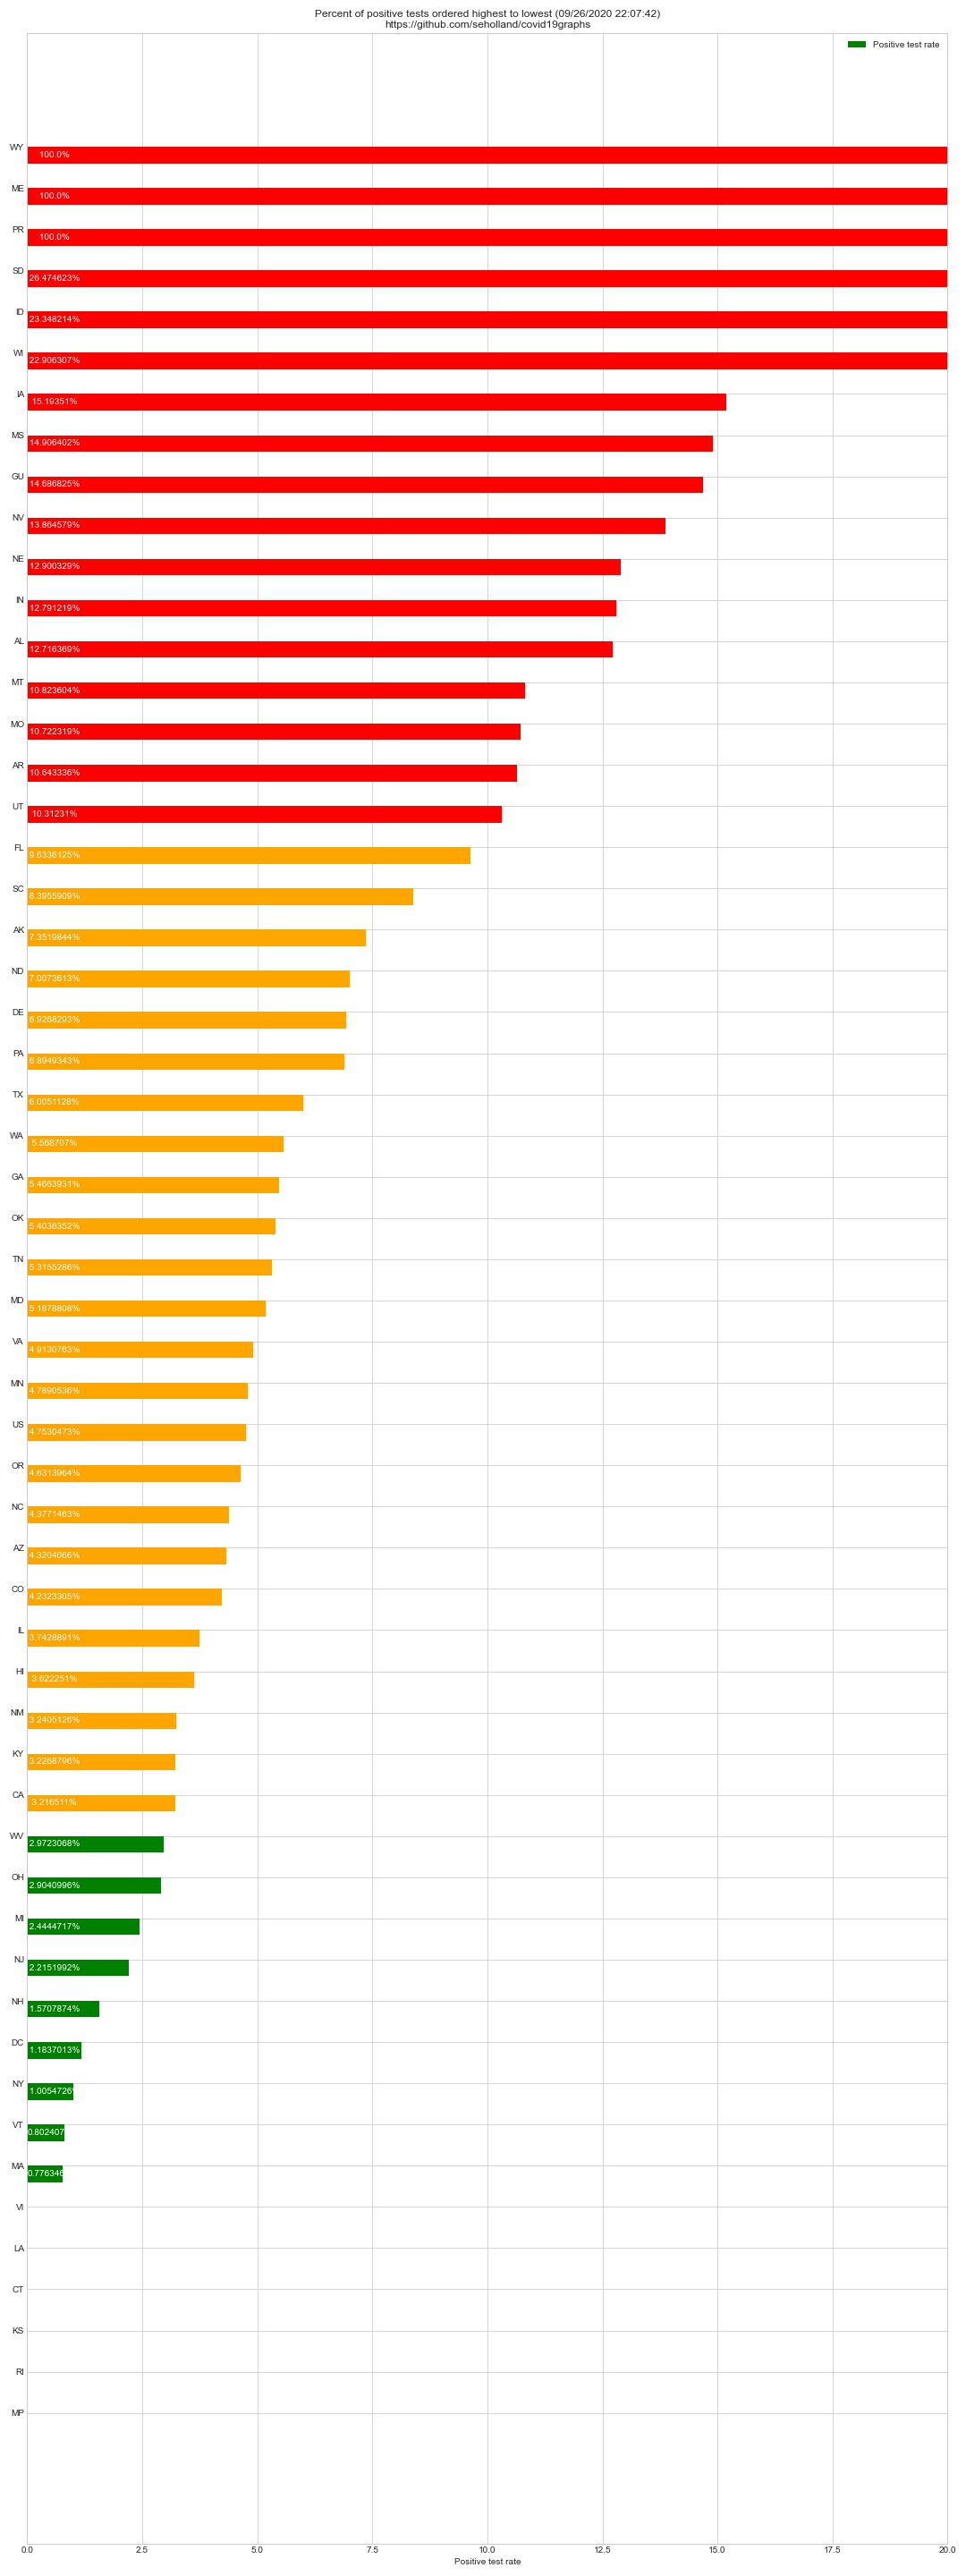 Percent of positive tests ordered highest to lowest (09/26/2020 22:07:42)
https://github.com/seholland/covid19graphs
Positive test rate
WY 100.0%
ME 100.0%
PR 100.0%
SD 26.474623%
ID 23.348214%
WI 22.906307%
IA 15.19351%
MS 14.906402%
GU 14.686825%
NV 13.864579%
NE 12.900329%
IN 12.791219%
AL 12.716369%
MT 10.823604%
MO 10.722319%
AR 10.643336%
UT 10.31231%
FL 9.6336125%
SC 8.3955909%
AK 7.3519844%
ND 7.0073613%
DE 6.9268293%
PA 6.8949343%
TX 6.0051128%
WA 5.568707%
GA 5.4663931%
OK 5.4036352%
TN 5.3155286%
MD 5.1878808%
VA 4.9130763%
MN 4.7890536%
US 4.7530473%
OR 4.6313964%
NC 4.3771463%
AZ 4.3204066%
CO 4.2323305%
IL 3.7428891%
HI 3.622251%
NM 3.2405126%
KY 3.2268796%
CA 3.216511%
WV 2.9723068%
OH 2.9040996%
MI 2.4444717%
NJ 2.2151992%
NH 1.5707874%
DC 1.1837013%
NY 1.0054726
VT 0.802407
MA 0.776346
VI
LA
CT
KS
RI
MP
0.0 2.5 5.0 7.5 10.0 12.5 15.0 17.5 20.0
Positive test rate